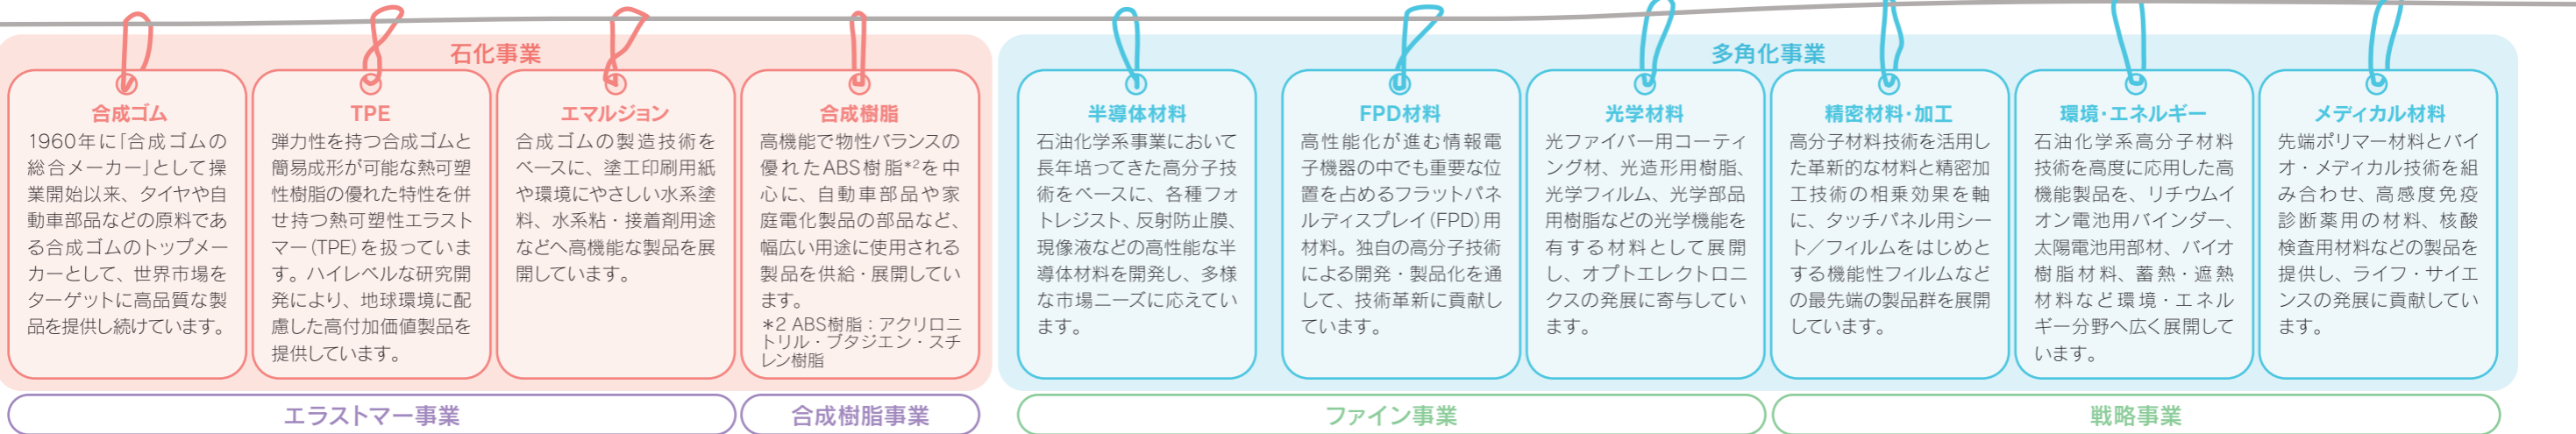 石化事業
合成ゴム
1960年に「合成ゴムの
総合メーカー」として操
業開始以来、タイヤや自
動車部品などの原料であ
る合成ゴムのトップメー
カーとして、世界市場を
ターゲットに高品質な製
品を提供し続けています。
TPE
弾力性を持つ合成ゴムと
簡易成形が可能な熱可塑
性樹脂の優れた特性を併
せ持つ熱可塑性エラスト
マー(TPE)を扱っていま
す。ハイレベルな研究開
発により、地球環境に配
慮した高付加価値製品を
提供しています。
エマルジョン
合成ゴムの製造技術を
ベースに、塗工印刷用紙
や環境にやさしい水系塗
料、水系粘・接着剤用途
などへ高機能な製品を展
開しています。
合成樹脂
高機能で物性バランスの
優れたABS樹脂*2を中
心に、自動車部品や家
庭電化製品の部品など、
幅広い用途に使用される
製品を供給・展開してい
ます。
*2 ABS樹脂：アクリロニ
トリル・ブタジエン・スチ
レン樹脂
エラストマー事業
合成樹脂事業
多角化事業
半導体材料
石油化学系事業において
長年培ってきた高分子技
術をベースに、各種フォ
トレジスト、反射防止膜、
現像液などの高性能な半
導体材料を開発し、多様
な市場ニーズに応えてい
ます。
FPD材料
高性能化が進む情報電
子機器の中でも重要な位
置を占めるフラットパネ
ルディスプレイ(FPD)用
材料。独自の高分子技術
による開発・製品化を通
して、技術革新に貢献し
ています。
光学材料
光ファイバー用コーティ
ング材、光造形用樹脂、
光学フィルム、光学部品
用樹脂などの光学機能を
有する材料として展開
し、オプトエレクトロニ
クスの発展に寄与してい
ます。
精密材料・加工
高分子材料技術を活用し
た革新的な材料と精密加
工技術の相乗効果を軸
に、タッチパネル用シー
ト／フィルムをはじめと
する機能性フィルムなど
の最先端の製品群を展開
しています。
環境・エネルギー
石油化学系高分子材料
技術を高度に応用した高
機能製品を、リチウムイ
オン電池用バインダー、
太陽電池用部材、バイオ
樹脂材料、蓄熱・遮熱
材料など環境・エネル
ギー分野へ広く展開して
います。
メディカル材料
先端ポリマー材料とバイ
オ・メディカル技術を組
み合わせ、高感度免疫
診断薬用の材料、核酸
検査用材料などの製品を
提供し、ライフ・サイエ
ンスの発展に貢献してい
ます。
ファイン事業
戦略事業